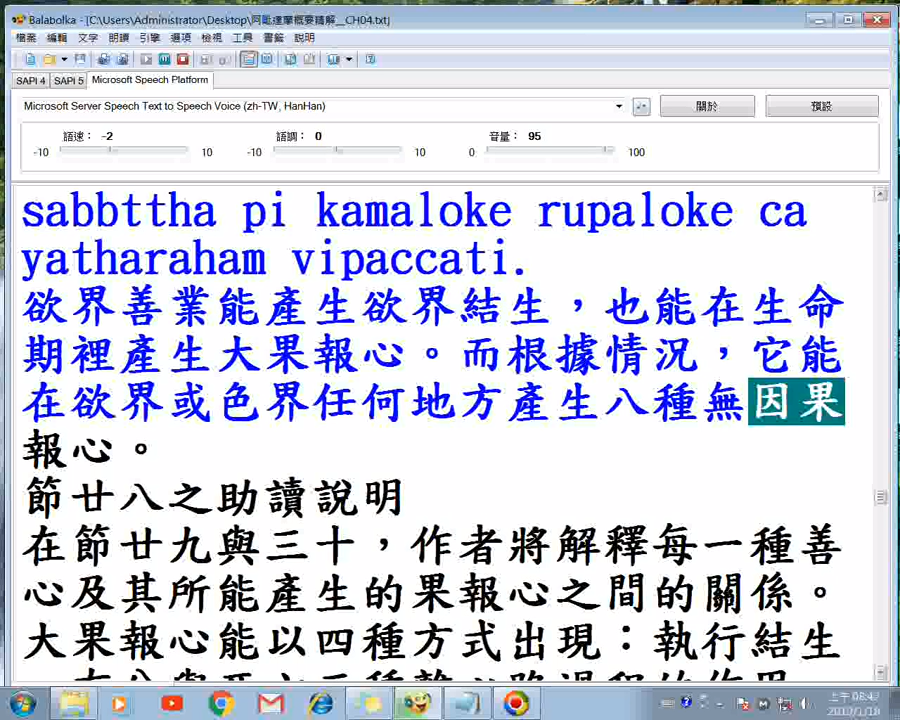 Balabolka - [C:\Users\Administrator\Desktop\阿毗達摩概要精解__CH04.txt]
檔案 編輯 文字 朗讀 引擎 選項 檢視 工具 書籤 說明
SAPI 4 SAPI 5 Microsoft Speech Platform
Microsoft Server Speech Text to Speech Voice (zh-TW, HanHan) 關於 預設
語速： -2 語調： 0 音量： 95
-10 10 -10 10 0 100
sabbttha pi kamaloke rupaloke ca
yatharaham vipaccati.
欲界善業能產生欲界結生，也能在生命
期裡產生大果報心。而根據情況，它能
在欲界或色界任何地方產生八種無因果
報心。
節廿八之助讀說明
在節廿九與三十，作者將解釋每一種善
心及其所能產生的果報心之間的關係。
大果報心能以四種方式出現：執行結生
上午 08:42